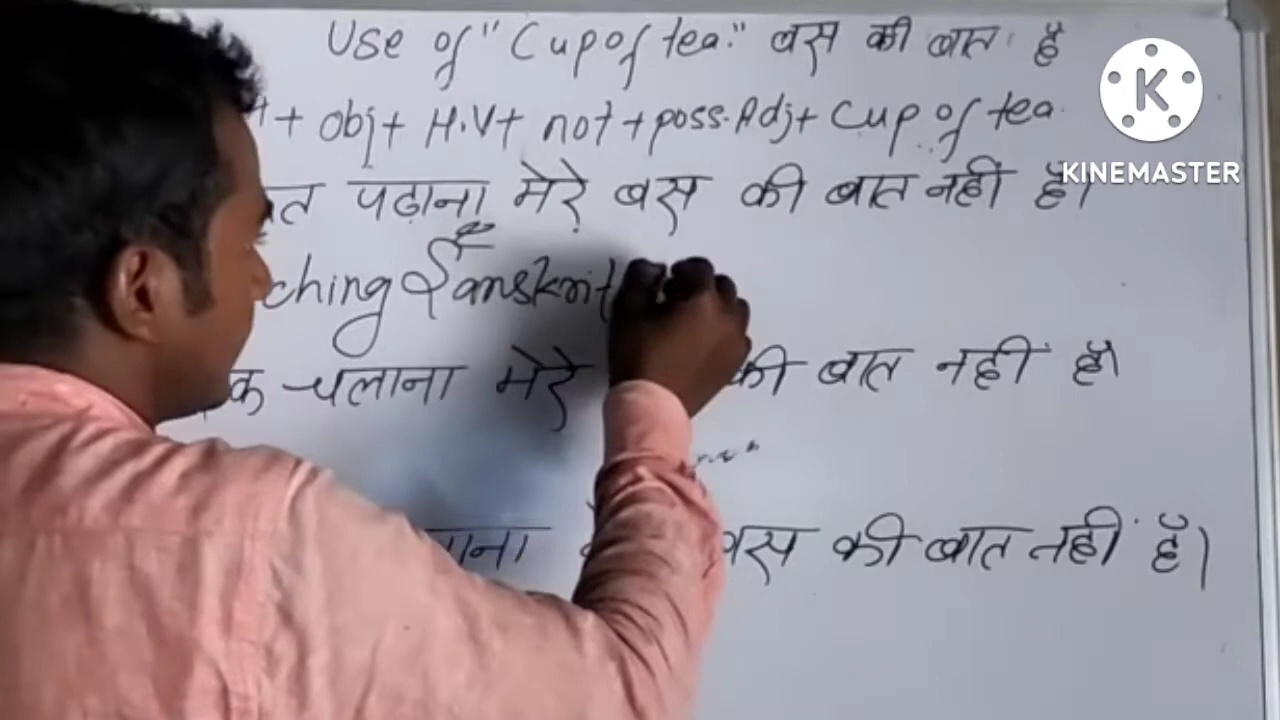 Use of "Cup of tea." बस की बात है
+ obj + H.V + not + poss. Adj + Cup of tea.
पढ़ाना मेरे बस की बात नहीं है।
ching Sanskrit
चलाना मेरे की बात नहीं है।
बस की बात नहीं है।
K
KINEMASTER